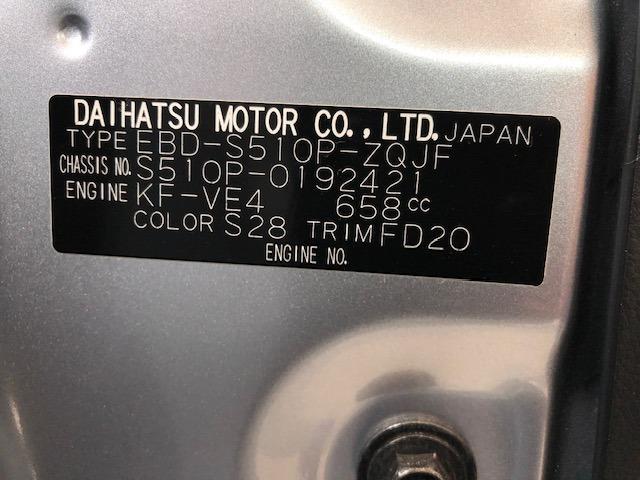 DAIHATSU MOTOR CO., LTD. JAPAN
TYPE EBD-S510P-ZQJF
CHASSIS NO. S510P-0192421
ENGINE KF-VE4 658cc
COLOR S28 TRIM FD20
ENGINE NO.